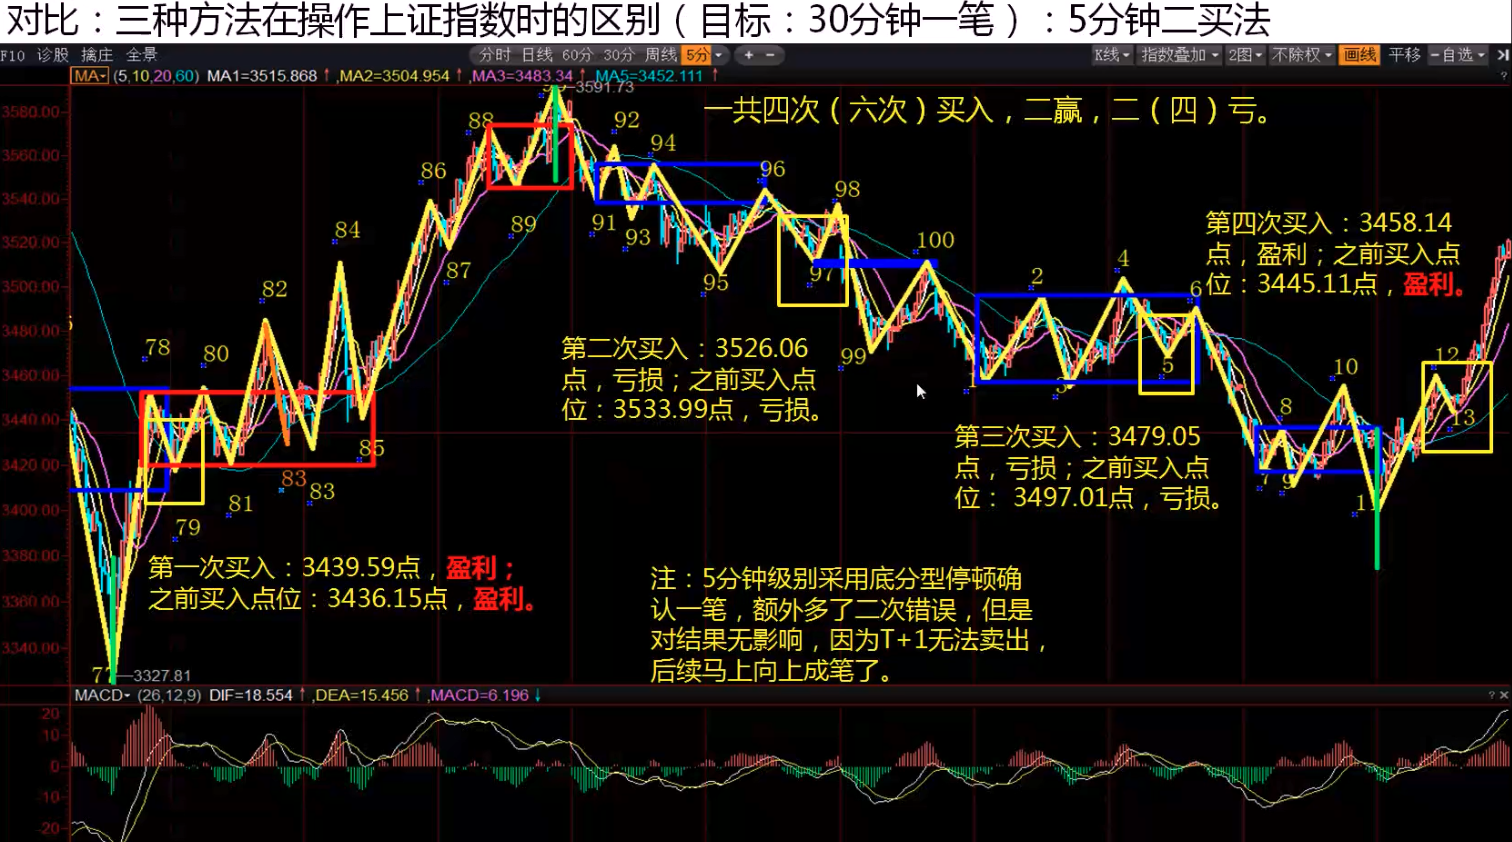 对比：三种方法在操作上证指数时的区别（目标：30分钟一笔）：5分钟二买法
F10 诊股 擒庄 全景 分时 日线 60分 30分 周线 5分 + − K线 指数叠加 2图 不除权 画线 平移 −自选
MA (5,10,20,60) MA1=3515.868↑,MA2=3504.954↑,MA3=3483.34↑,MA5=3452.111↑
3591.73
一共四次（六次）买入，二赢，二（四）亏。
3580.00
3560.00
3540.00
3520.00
3500.00
3480.00
3460.00
3440.00
3420.00
3400.00
3380.00
3360.00
3340.00
88
92
94
86
96
98
89
91
93
84
100
87
95
97
82
2
4
6
78
80
99
1
3
5
10
12
85
8
13
83
83
7
9
81
79
11
第四次买入：3458.14
点，盈利；之前买入点
位：3445.11点，盈利。
第二次买入：3526.06
点，亏损；之前买入点
位：3533.99点，亏损。
第三次买入：3479.05
点，亏损；之前买入点
位： 3497.01点，亏损。
第一次买入：3439.59点，盈利；
之前买入点位：3436.15点，盈利。
注：5分钟级别采用底分型停顿确
认一笔，额外多了二次错误，但是
对结果无影响，因为T+1无法卖出，
后续马上向上成笔了。
77
3327.81
MACD (26,12,9) DIF=18.554↑,DEA=15.456↑,MACD=6.196↓
20
10
0
-10
-20